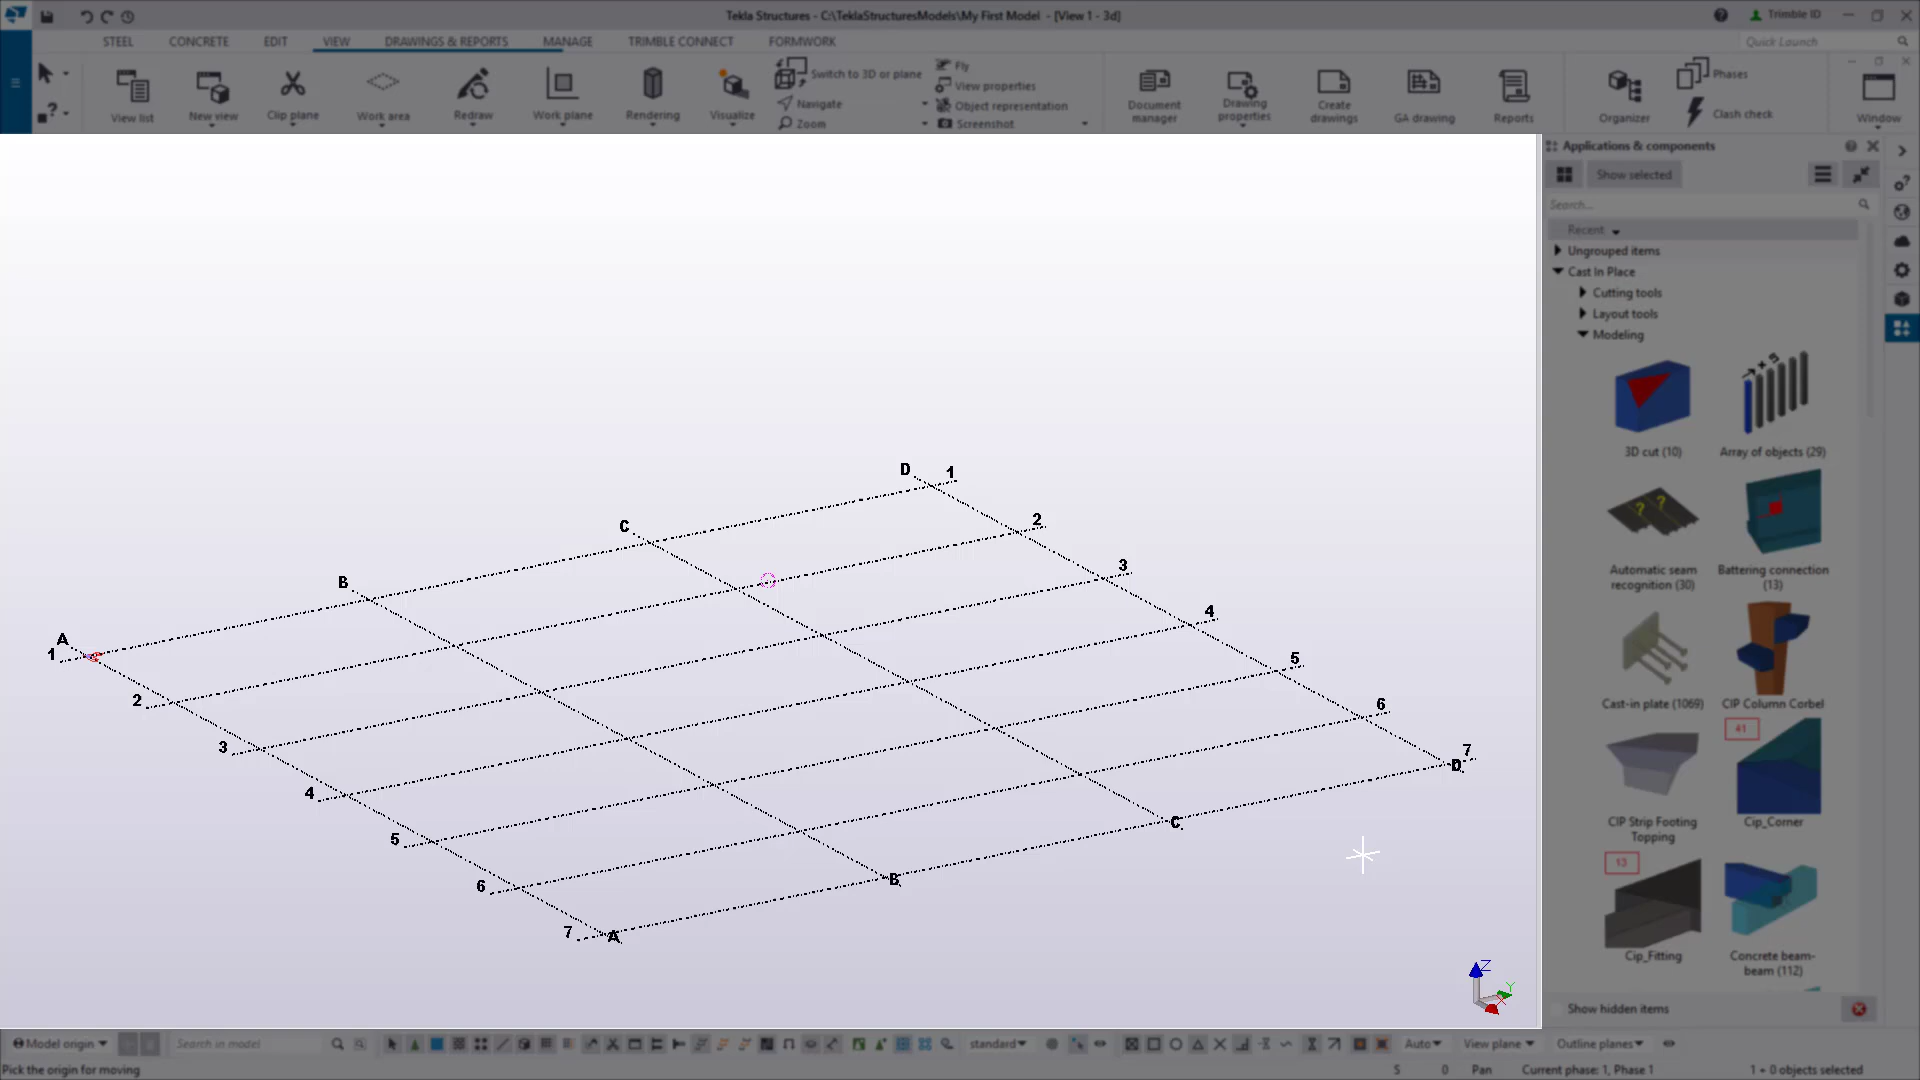 Tekla Structures - C:\TeklaStructuresModels\My First Model - [View 1 - 3d]
Trimble ID
STEEL CONCRETE EDIT VIEW DRAWINGS & REPORTS MANAGE TRIMBLE CONNECT FORMWORK
Quick Launch
View list
New view
Clip plane
Work area
Redraw
Work plane
Rendering
Visualize
Switch to 3D or plane
Navigate
Zoom
Fly
View properties
Object representation
Screenshot
Document manager
Drawing properties
Create drawings
GA drawing
Reports
Organizer
Phases
Clash check
Window
Applications & components
Show selected
Search...
Recent
Ungrouped items
Cast In Place
Cutting tools
Layout tools
Modeling
3D cut (10)
Array of objects (29)
Automatic seam recognition (30)
Battering connection (13)
Cast-in plate (1069)
CIP Column Corbel
41
CIP Strip Footing Topping
Cip_Corner
13
Cip_Fitting
Concrete beam-beam (112)
Show hidden items
D 1
C 2
B 3
A 4
1 5
2 6
3 7
4 D
5 C
6 B
7 A
Z
Y
X
Model origin
Search in model
standard
Auto
View plane
Outline planes
Pick the origin for moving
S 0 Pan Current phase: 1, Phase 1 1 + 0 objects selected